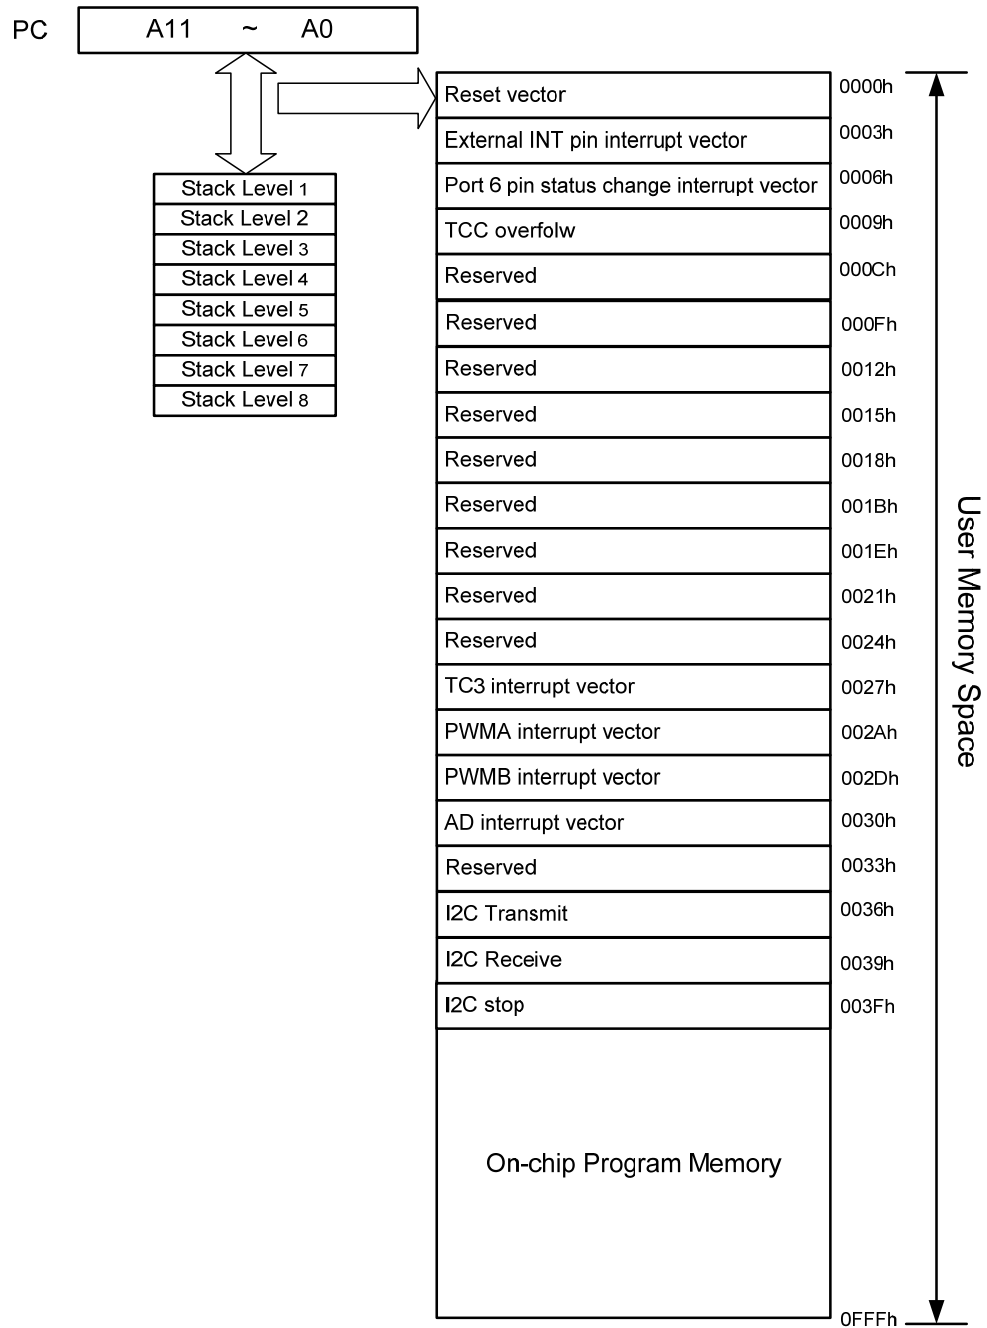 PC A11 ~ A0
Stack Level 1
Stack Level 2
Stack Level 3
Stack Level 4
Stack Level 5
Stack Level 6
Stack Level 7
Stack Level 8
Reset vector 0000h
External INT pin interrupt vector 0003h
Port 6 pin status change interrupt vector 0006h
TCC overfolw 0009h
Reserved 000Ch
Reserved 000Fh
Reserved 0012h
Reserved 0015h
Reserved 0018h
Reserved 001Bh
Reserved 001Eh
Reserved 0021h
Reserved 0024h
TC3 interrupt vector 0027h
PWMA interrupt vector 002Ah
PWMB interrupt vector 002Dh
AD interrupt vector 0030h
Reserved 0033h
I2C Transmit 0036h
I2C Receive 0039h
I2C stop 003Fh
On-chip Program Memory
0FFFh
User Memory Space